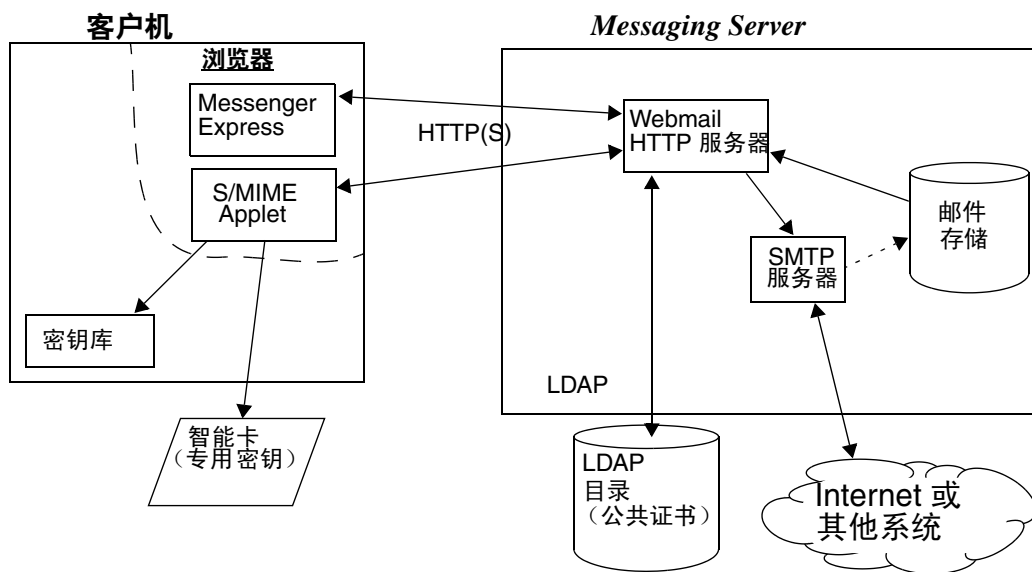 客户机
浏览器
Messenger
Express
S/MIME
Applet
密钥库
智能卡
（专用密钥）
HTTP(S)
Messaging Server
Webmail
HTTP 服务器
SMTP
服务器
邮件
存储
LDAP
LDAP
目录
（公共证书）
Internet 或
其他系统